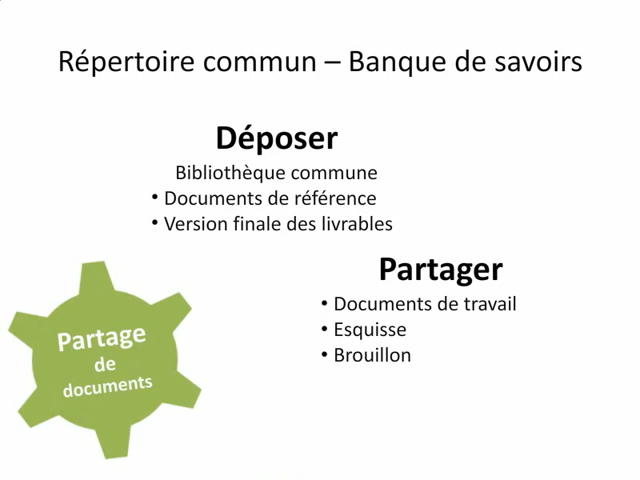 Répertoire commun – Banque de savoirs
Déposer
Bibliothèque commune
• Documents de référence
• Version finale des livrables
Partager
• Documents de travail
• Esquisse
• Brouillon
Partage
de
documents